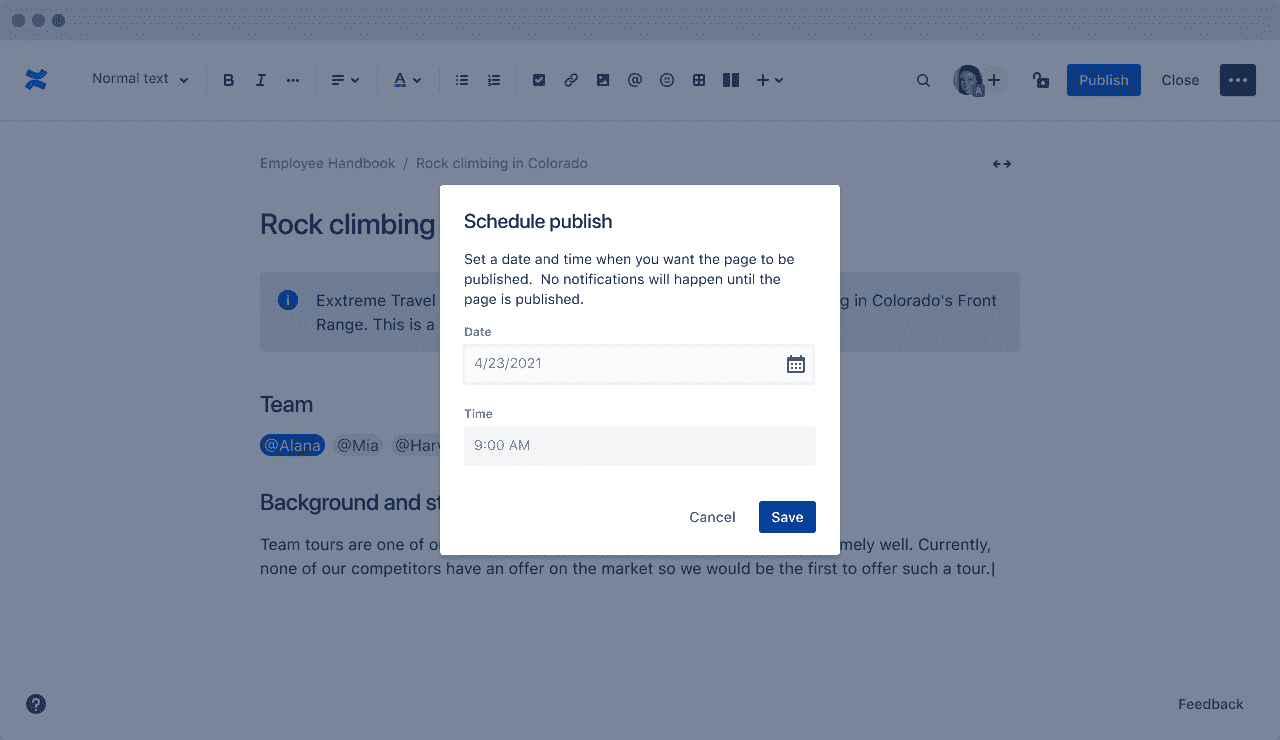 Normal text
B I A @
Publish Close
Employee Handbook / Rock climbing in Colorado
Rock climbing
Exxtreme Travel
g in Colorado's Front
Range. This is a
Team
@Alana @Mia @Harv
Background and st
Team tours are one of o
mely well. Currently,
none of our competitors have an offer on the market so we would be the first to offer such a tour.
Schedule publish
Set a date and time when you want the page to be
published. No notifications will happen until the
page is published.
Date
4/23/2021
Time
9:00 AM
Cancel Save
Feedback